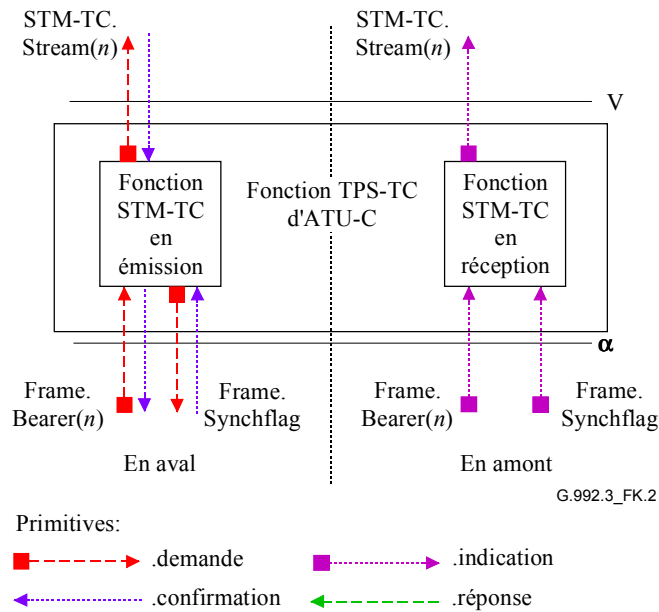 STM-TC.
Stream(n)
STM-TC.
Stream(n)
V
Fonction
STM-TC
en
émission
Fonction TPS-TC
d'ATU-C
Fonction
STM-TC
en
réception
α
Frame.
Bearer(n)
Frame.
Synchflag
Frame.
Bearer(n)
Frame.
Synchflag
En aval
En amont
G.992.3_FK.2
Primitives:
.demande
.indication
.confirmation
.réponse